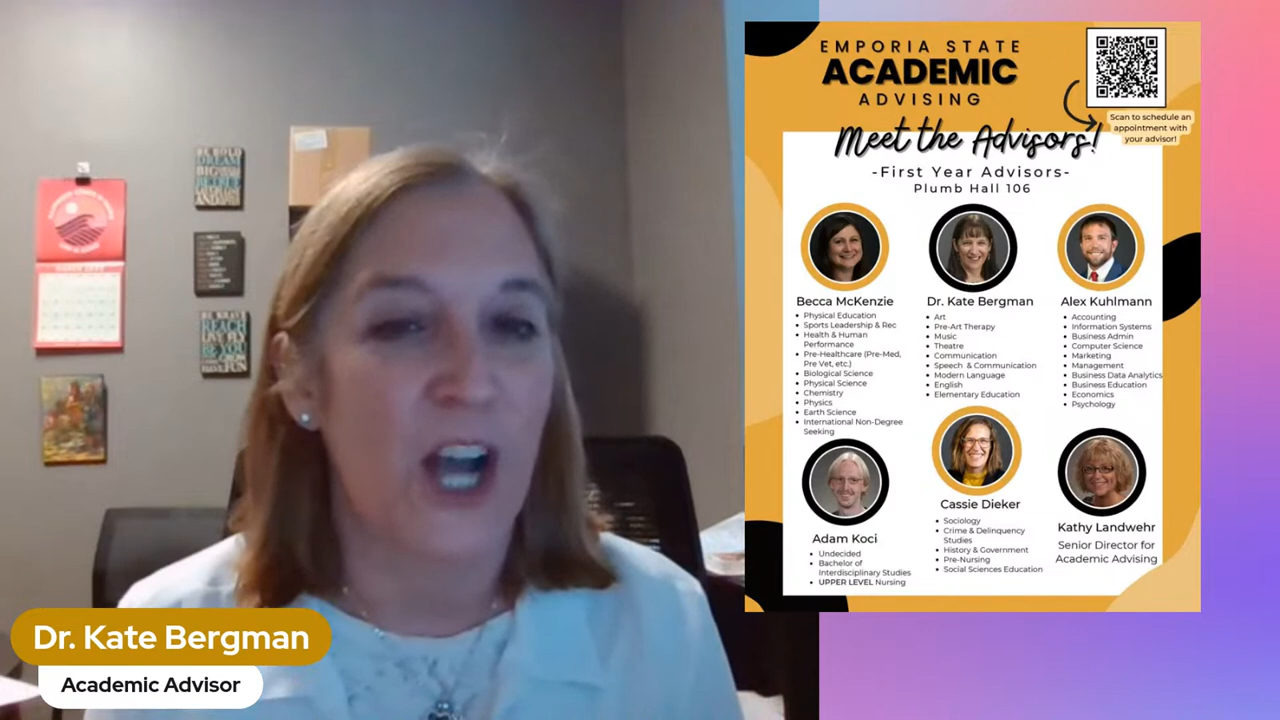 EMPORIA STATE
ACADEMIC
ADVISING
Scan to schedule an
appointment with
your advisor!
Meet the Advisors!
-First Year Advisors-
Plumb Hall 106
Becca McKenzie
Physical Education
Sports Leadership & Rec
Health & Human
Performance
Pre-Healthcare (Pre-Med,
Pre Vet, etc.)
Biological Science
Physical Science
Chemistry
Physics
Earth Science
International Non-Degree
Seeking
Dr. Kate Bergman
Art
Pre-Art Therapy
Music
Theatre
Communication
Speech & Communication
Modern Language
English
Elementary Education
Alex Kuhlmann
Accounting
Information Systems
Business Admin
Computer Science
Marketing
Management
Business Data Analytics
Business Education
Economics
Psychology
Adam Koci
Undecided
Bachelor of
Interdisciplinary Studies
UPPER LEVEL Nursing
Cassie Dieker
Sociology
Crime & Delinquency
Studies
History & Government
Pre-Nursing
Social Sciences Education
Kathy Landwehr
Senior Director for
Academic Advising
DREAM
REACH
Dr. Kate Bergman
Academic Advisor